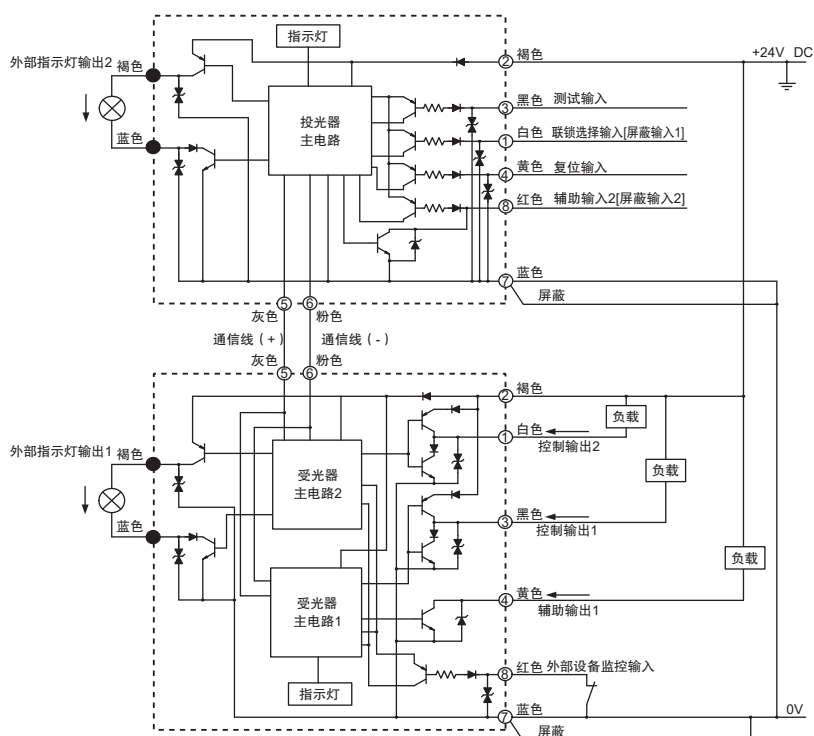 指示灯
外部指示灯输出2
褐色
② 褐色
+24V DC
投光器
主电路
③ 黑色 测试输入
① 白色 联锁选择输入[屏蔽输入1]
蓝色
④ 黄色 复位输入
⑧ 红色 辅助输入2[屏蔽输入2]
⑦ 蓝色
屏蔽
⑤ ⑥
灰色 粉色
通信线（+） 通信线（-）
灰色 粉色
⑤ ⑥
② 褐色
负载
① 白色
控制输出2
外部指示灯输出1
褐色
受光器
主电路2
负载
③ 黑色
控制输出1
蓝色
负载
受光器
主电路1
④ 黄色
辅助输出1
⑧ 红色 外部设备监控输入
指示灯
⑦ 蓝色
0V
屏蔽